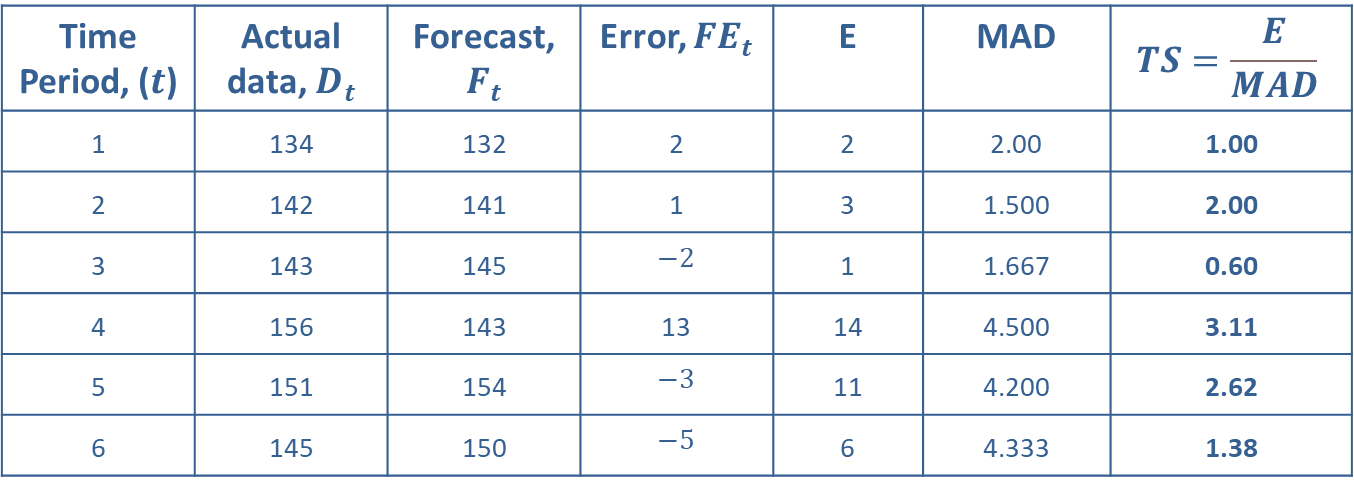 Time Period, (t) Actual data, D_t Forecast, F_t Error, FE_t E MAD TS = E/MAD
1 134 132 2 2 2.00 1.00
2 142 141 1 3 1.500 2.00
3 143 145 −2 1 1.667 0.60
4 156 143 13 14 4.500 3.11
5 151 154 −3 11 4.200 2.62
6 145 150 −5 6 4.333 1.38